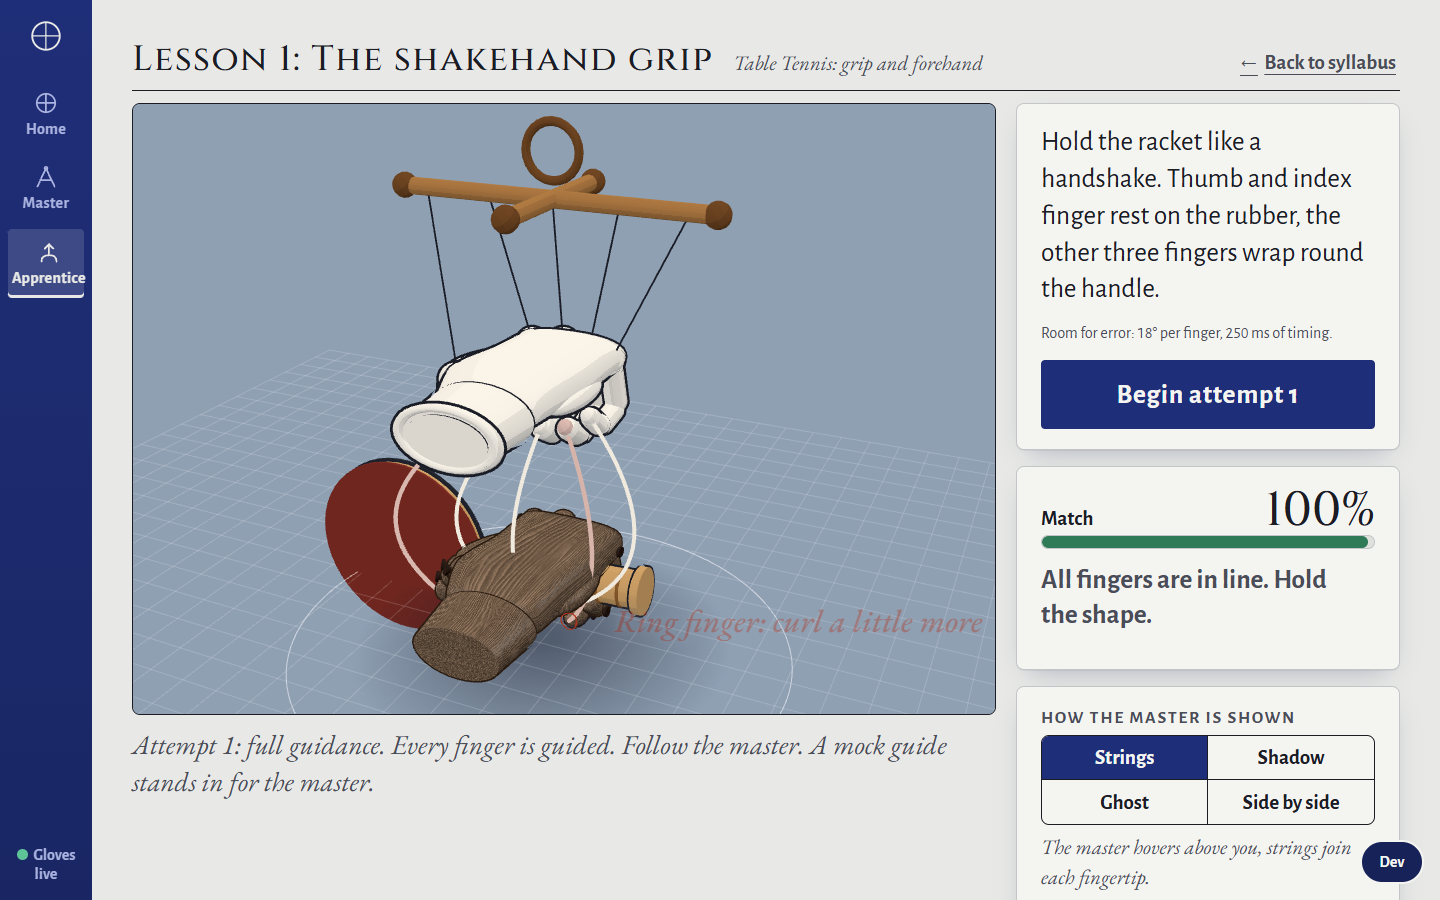 Home
Master
Apprentice
Gloves
live
Lesson 1: The shakehand grip
Table Tennis: grip and forehand
← Back to syllabus
King finger: curl a little more
Attempt 1: full guidance. Every finger is guided. Follow the master. A mock guide
stands in for the master.
Hold the racket like a
handshake. Thumb and index
finger rest on the rubber, the
other three fingers wrap round
the handle.
Room for error: 18° per finger, 250 ms of timing.
Begin attempt 1
Match
100%
All fingers are in line. Hold
the shape.
HOW THE MASTER IS SHOWN
Strings
Shadow
Ghost
Side by side
The master hovers above you, strings join
each fingertip.
Dev